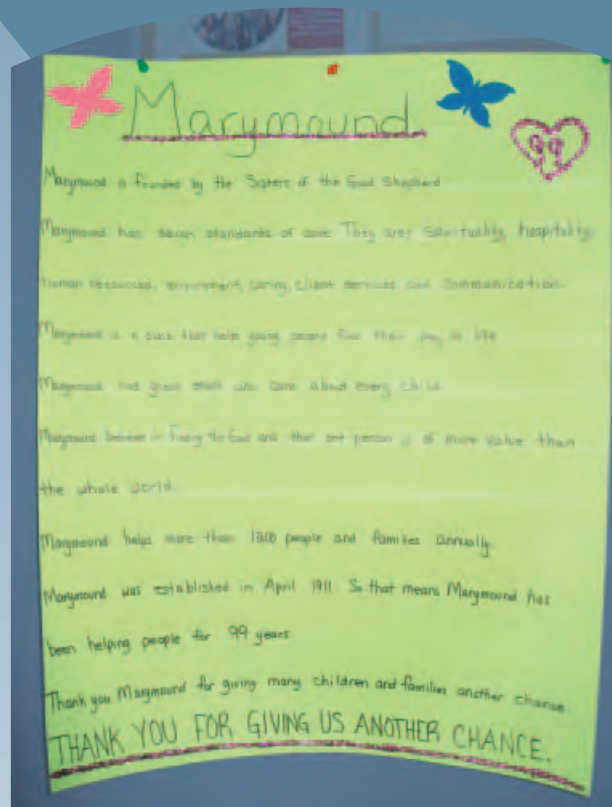 Marymound
99
Marymound is founded by the Sisters of the Good Shepherd
Marymound has seven standards of care They are; Spirituality, hospitality,
human resources, environment, caring, client services and Communication.
Marymound is a place that help young people find their way in life
Marymound has great staff who care about every child.
Marymound believes in Finding the Good and that one person is of more value than
the whole world.
Marymound helps more than 1200 people and families annually.
Marymound was established in April 1911. So that means Marymound has
been helping people for 99 years
Thank you Marymound for giving many children and families another chance.
THANK YOU FOR GIVING US ANOTHER CHANCE.